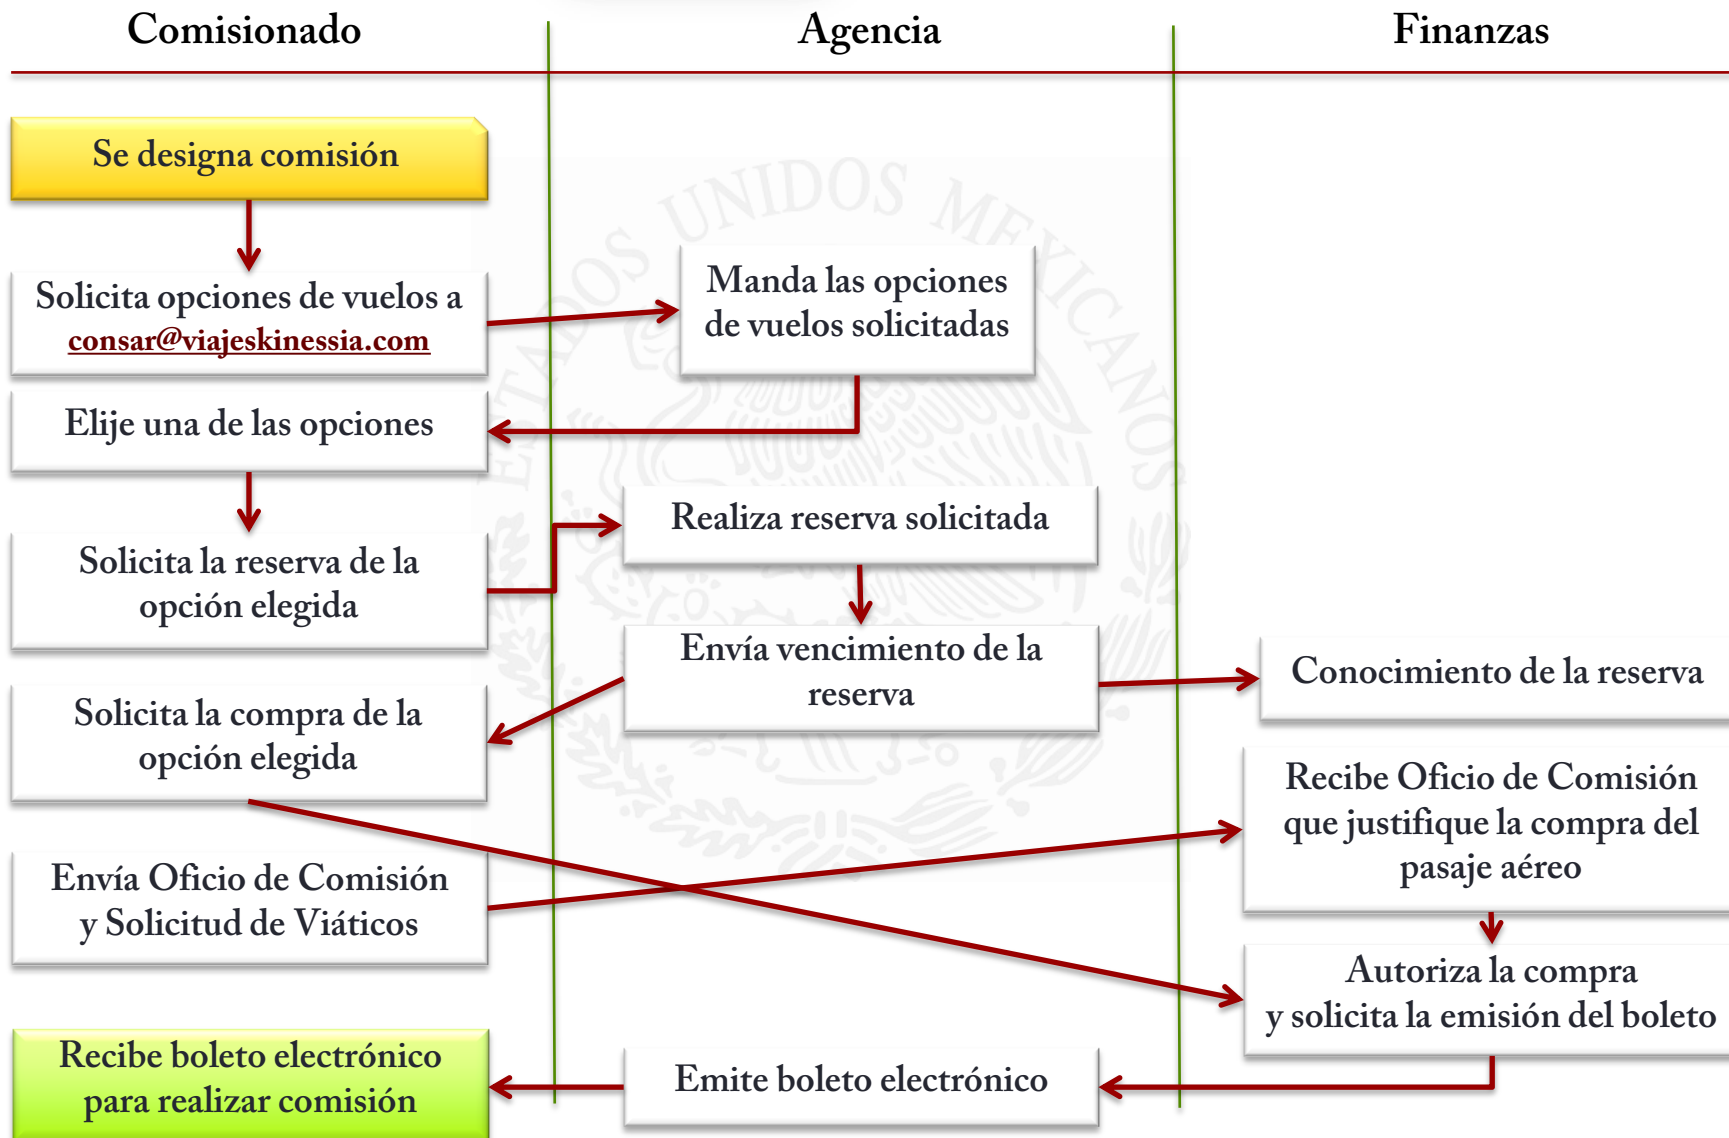 Comisionado
Agencia
Finanzas
Se designa comisión
Solicita opciones de vuelos a
consar@viajeskinessia.com
Manda las opciones
de vuelos solicitadas
Elije una de las opciones
Realiza reserva solicitada
Solicita la reserva de la
opción elegida
Envía vencimiento de la
reserva
Conocimiento de la reserva
Solicita la compra de la
opción elegida
Recibe Oficio de Comisión
que justifique la compra del
pasaje aéreo
Envía Oficio de Comisión
y Solicitud de Viáticos
Autoriza la compra
y solicita la emisión del boleto
Emite boleto electrónico
Recibe boleto electrónico
para realizar comisión
ESTADOS UNIDOS MEXICANOS